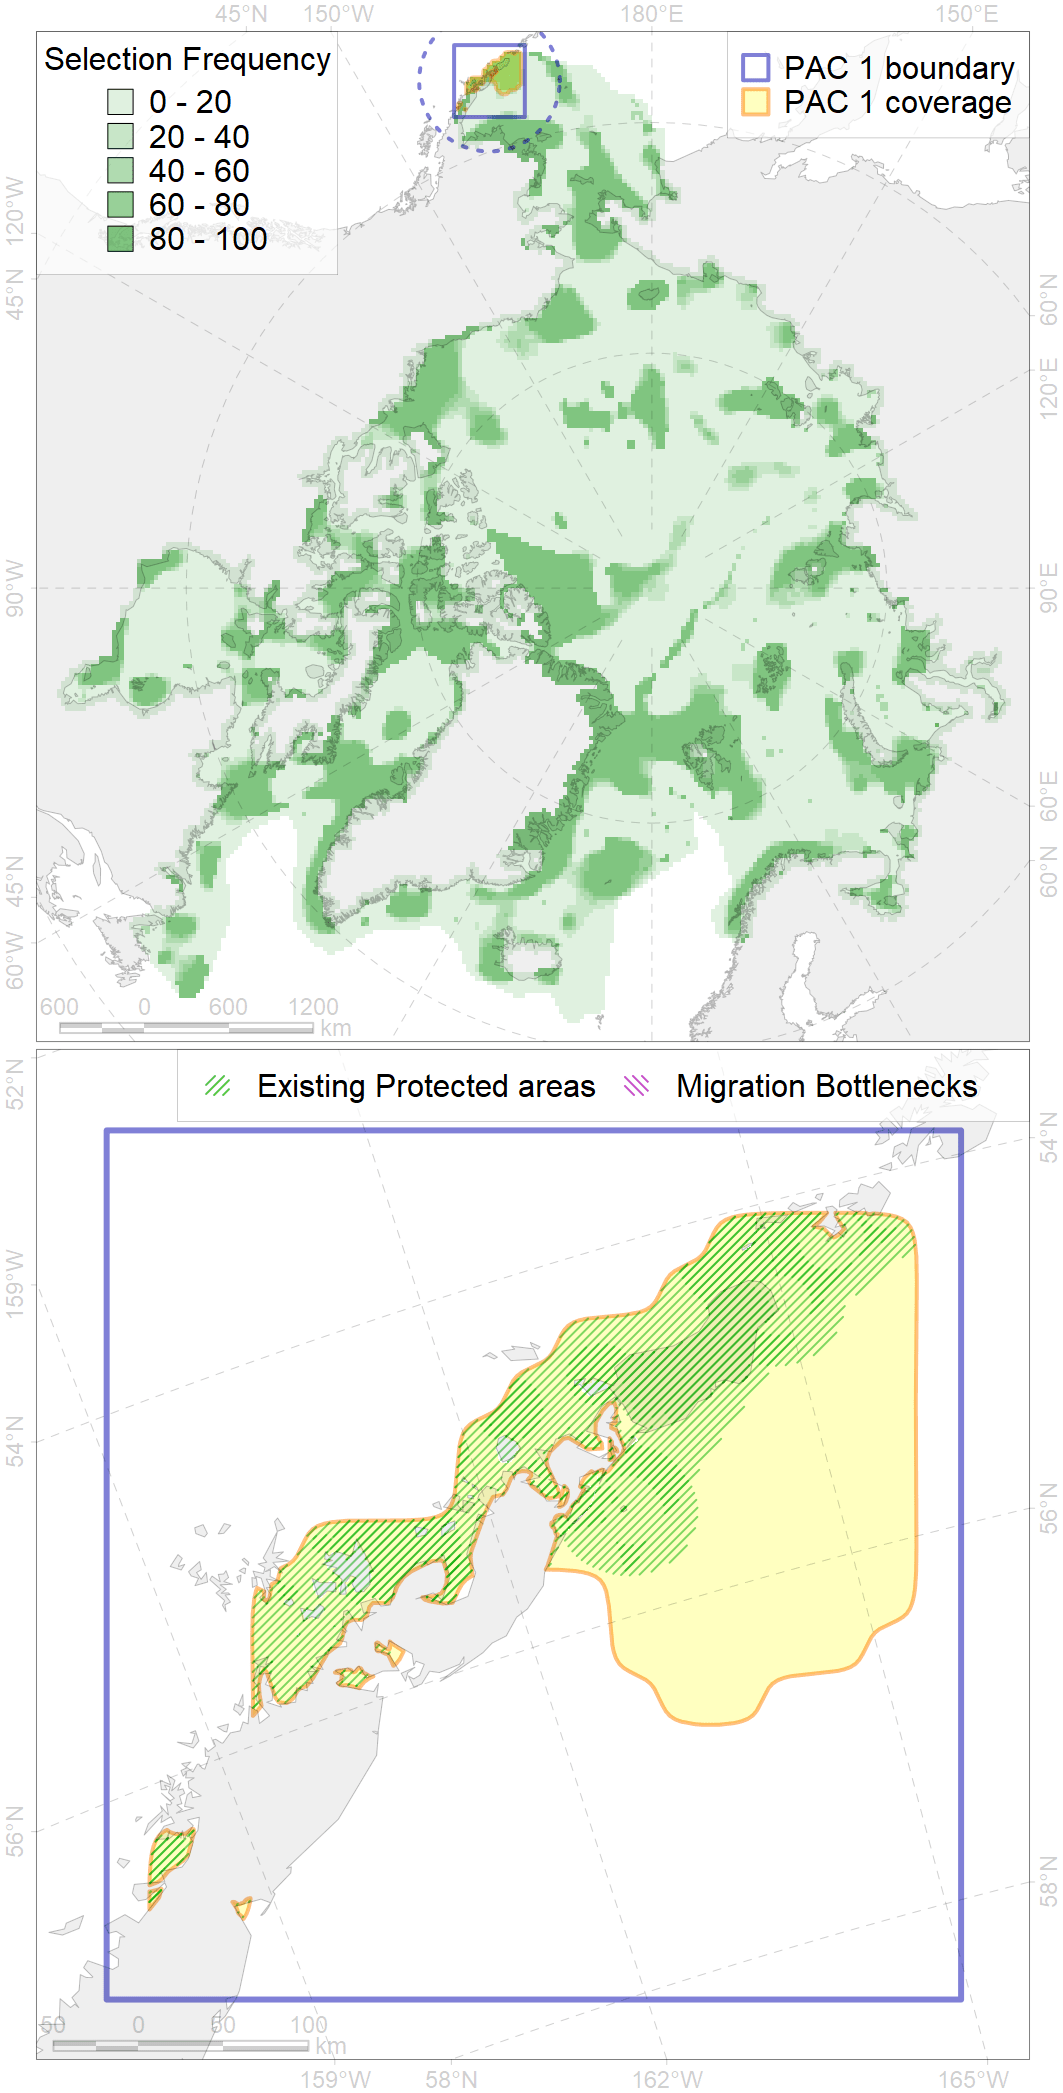 45°N 150°W 180°E 150°E
Selection Frequency
0 - 20
20 - 40
40 - 60
60 - 80
80 - 100
PAC 1 boundary
PAC 1 coverage
120°W
45°N
90°W
45°N
60°W
60°N
120°E
90°E
60°E
60°N
600 0 600 1200
km
Existing Protected areas Migration Bottlenecks
52°N
159°W
54°N
56°N
54°N
56°N
58°N
50 0 50 100
km
159°W 58°N 162°W 165°W